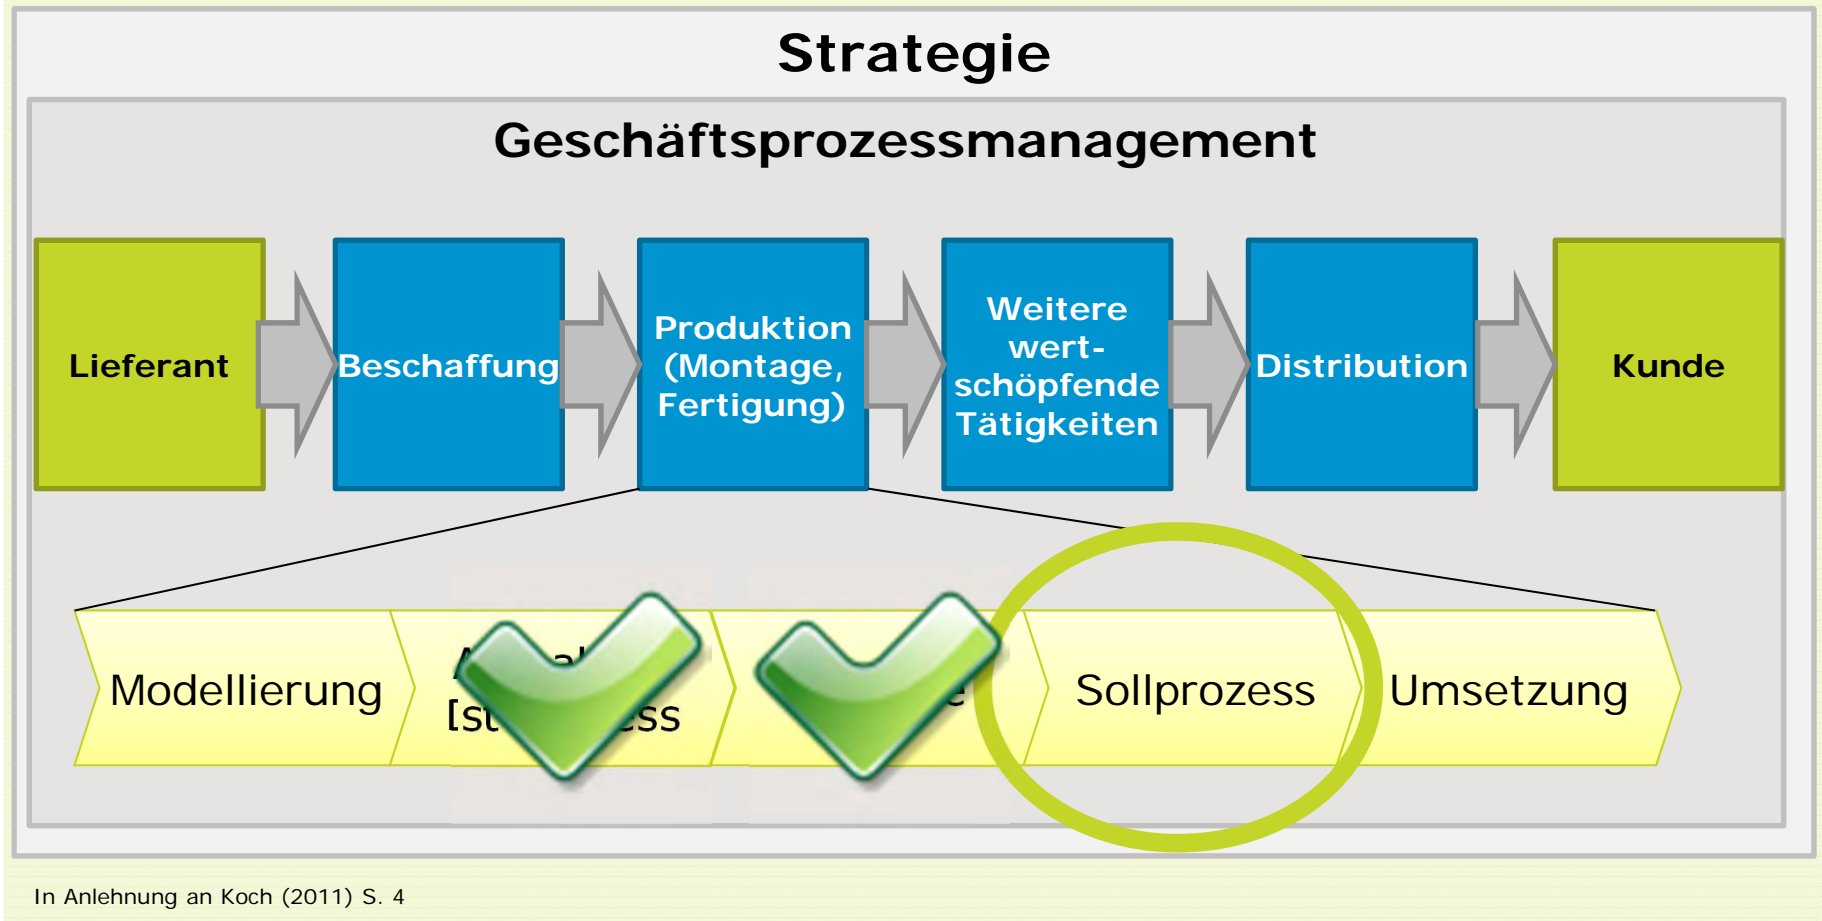 Strategie
Geschäftsprozessmanagement
Lieferant
Beschaffung
Produktion
(Montage,
Fertigung)
Weitere
wert-
schöpfende
Tätigkeiten
Distribution
Kunde
Modellierung
Sollprozess
Umsetzung
In Anlehnung an Koch (2011) S. 4